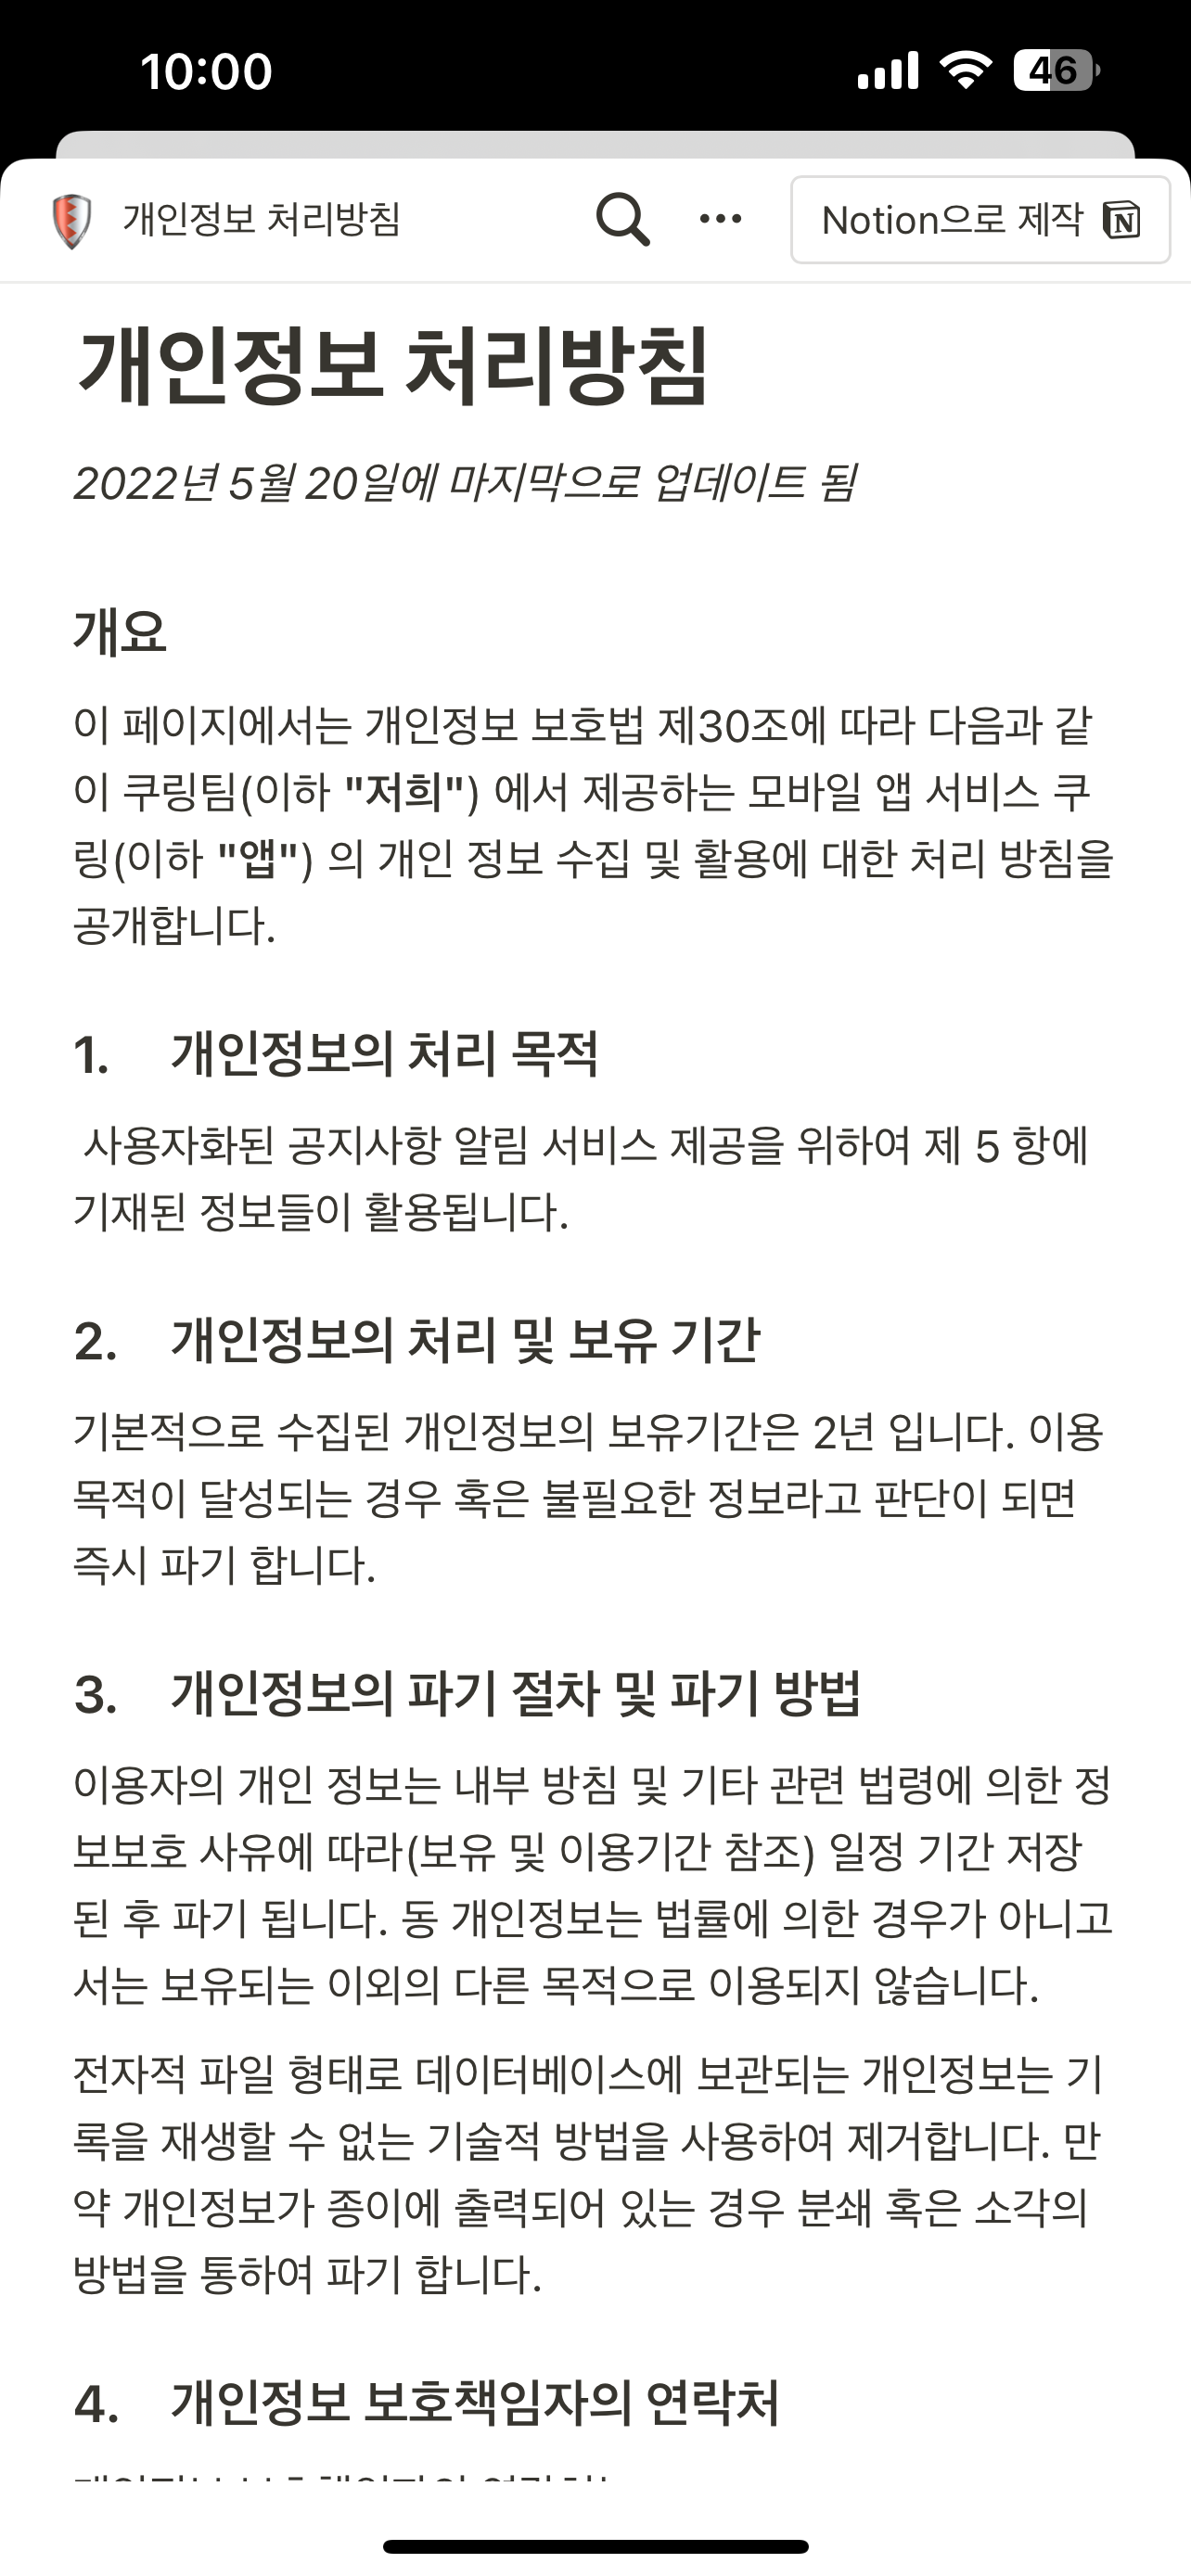 10:00
46
개인정보 처리방침
Notion으로 제작
개인정보 처리방침
2022년 5월 20일에 마지막으로 업데이트 됨
개요
이 페이지에서는 개인정보 보호법 제30조에 따라 다음과 같
이 쿠링팀(이하 "저희") 에서 제공하는 모바일 앱 서비스 쿠
링(이하 "앱") 의 개인 정보 수집 및 활용에 대한 처리 방침을
공개합니다.
1. 개인정보의 처리 목적
사용자화된 공지사항 알림 서비스 제공을 위하여 제 5 항에
기재된 정보들이 활용됩니다.
2. 개인정보의 처리 및 보유 기간
기본적으로 수집된 개인정보의 보유기간은 2년 입니다. 이용
목적이 달성되는 경우 혹은 불필요한 정보라고 판단이 되면
즉시 파기 합니다.
3. 개인정보의 파기 절차 및 파기 방법
이용자의 개인 정보는 내부 방침 및 기타 관련 법령에 의한 정
보보호 사유에 따라(보유 및 이용기간 참조) 일정 기간 저장
된 후 파기 됩니다. 동 개인정보는 법률에 의한 경우가 아니고
서는 보유되는 이외의 다른 목적으로 이용되지 않습니다.
전자적 파일 형태로 데이터베이스에 보관되는 개인정보는 기
록을 재생할 수 없는 기술적 방법을 사용하여 제거합니다. 만
약 개인정보가 종이에 출력되어 있는 경우 분쇄 혹은 소각의
방법을 통하여 파기 합니다.
4. 개인정보 보호책임자의 연락처